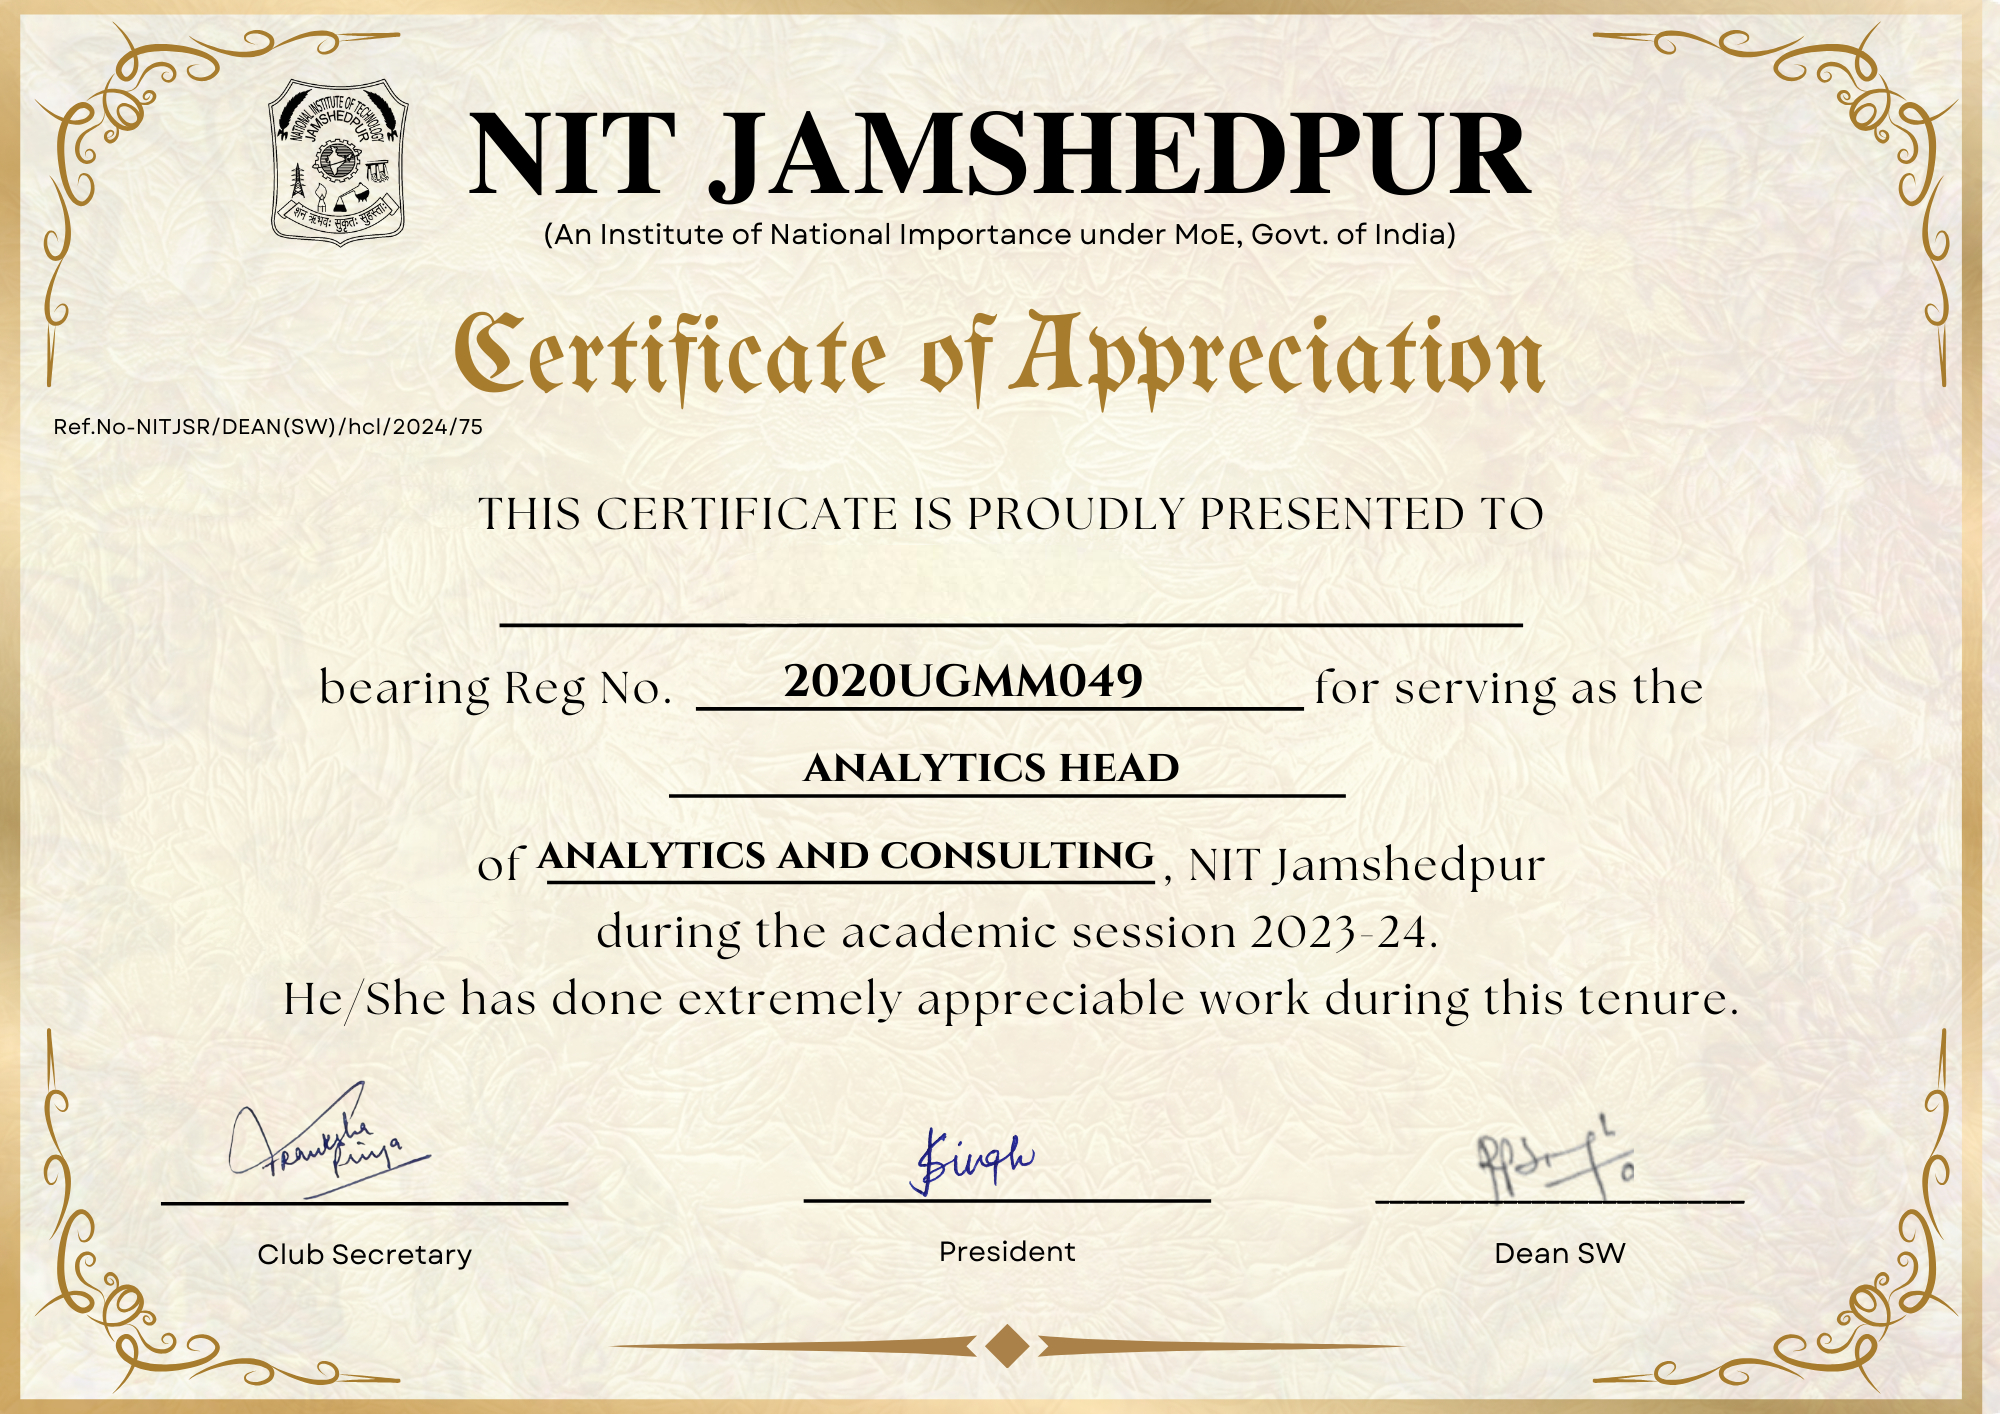 NATIONAL INSTITUTE OF TECHNOLOGY
JAMSHEDPUR
NIT JAMSHEDPUR
(An Institute of National Importance under MoE, Govt. of India)
Certificate of Appreciation
Ref.No-NITJSR/DEAN(SW)/hcl/2024/75
THIS CERTIFICATE IS PROUDLY PRESENTED TO
bearing Reg No. 2020UGMM049 for serving as the
ANALYTICS HEAD
of ANALYTICS AND CONSULTING, NIT Jamshedpur
during the academic session 2023-24.
He/She has done extremely appreciable work during this tenure.
Priya
Singh
Club Secretary
President
Dean SW